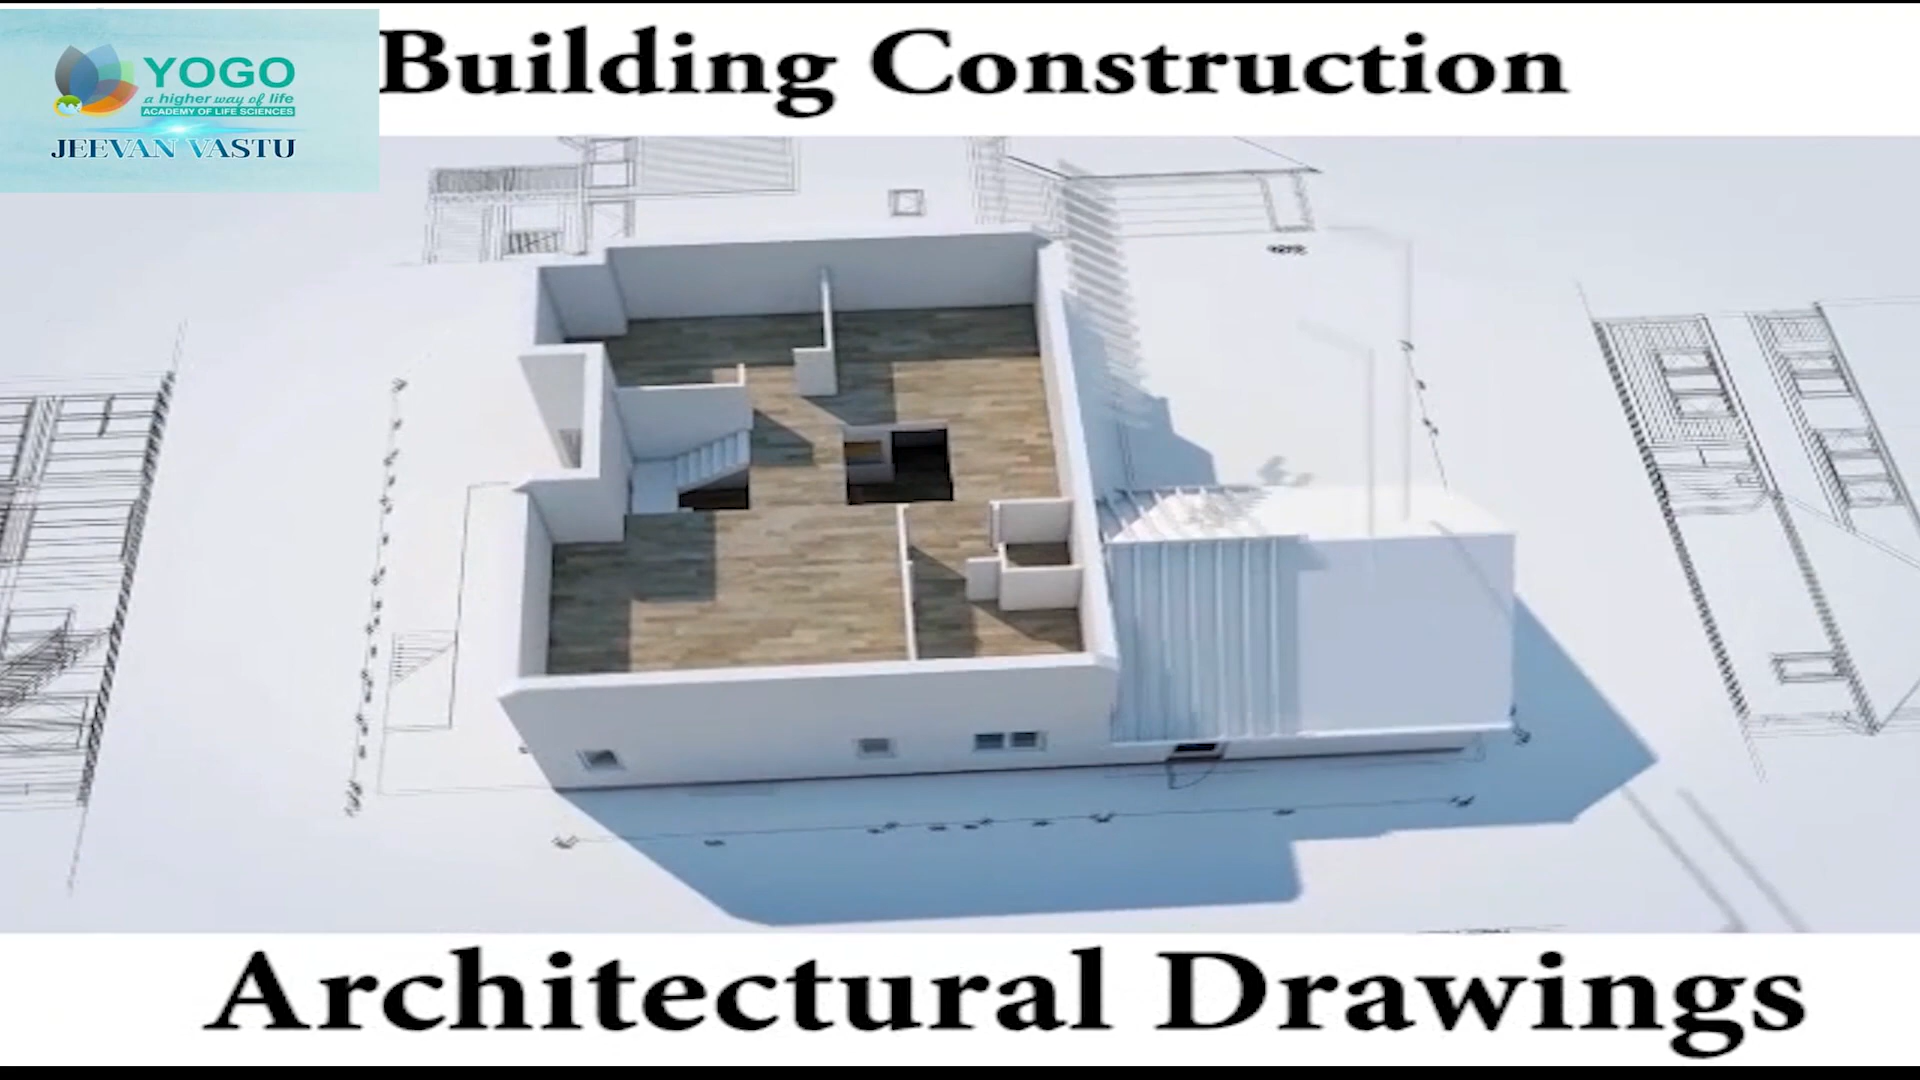 Building Construction
YOGO
a higher way of life
ACADEMY OF LIFE SCIENCES
JEEVAN VASTU
Architectural Drawings